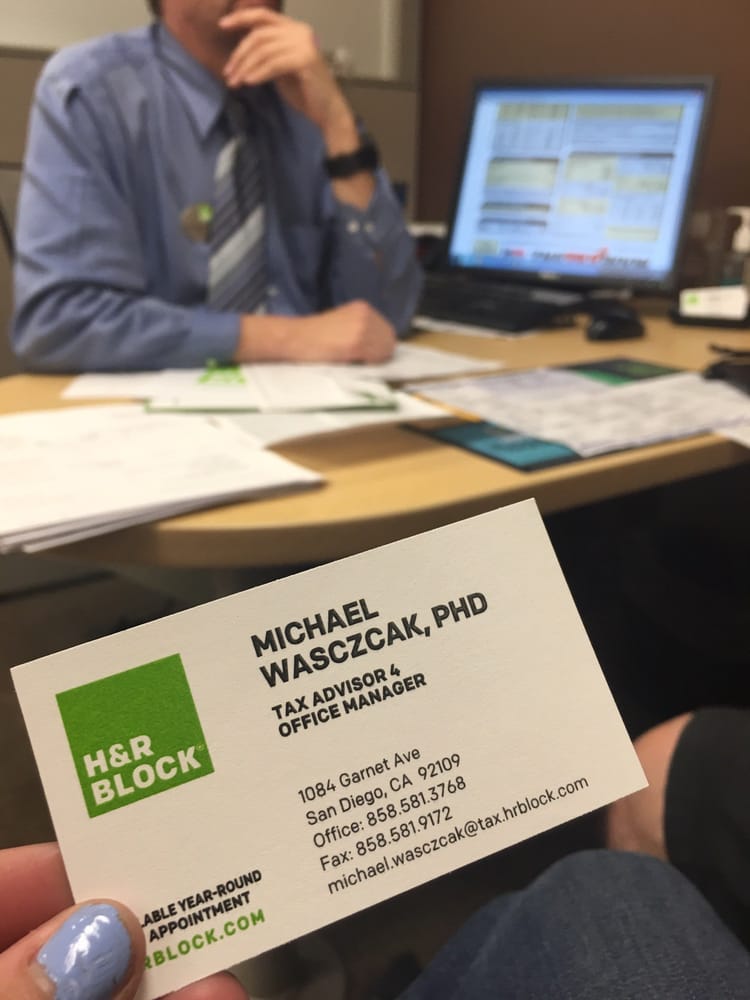 MICHAEL
WASCZCAK, PHD
TAX ADVISOR 4
OFFICE MANAGER
H&R
BLOCK
1084 Garnet Ave
San Diego, CA 92109
Office: 858.581.3768
Fax: 858.581.9172
michael.wasczcak@tax.hrblock.com
YEAR-ROUND
APPOINTMENT
RBLOCK.COM